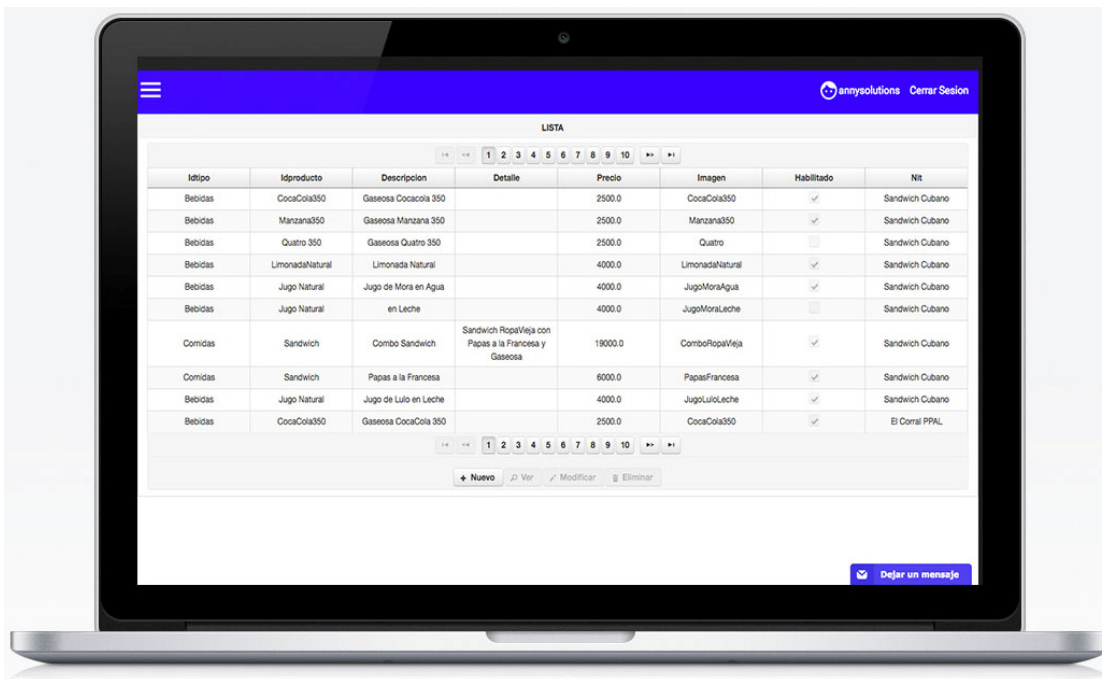 annysolutions Cerrar Sesion
LISTA
1 2 3 4 5 6 7 8 9 10
Idtipo Idproducto Descripcion Detalle Precio Imagen Habilitado Nit
Bebidas CocaCola350 Gaseosa Cocacola 350 2500.0 CocaCola350 Sandwich Cubano
Bebidas Manzana350 Gaseosa Manzana 350 2500.0 Manzana350 Sandwich Cubano
Bebidas Quatro 350 Gaseosa Quatro 350 2500.0 Quatro Sandwich Cubano
Bebidas LimonadaNatural Limonada Natural 4000.0 LimonadaNatural Sandwich Cubano
Bebidas Jugo Natural Jugo de Mora en Agua 4000.0 JugoMoraAgua Sandwich Cubano
Bebidas Jugo Natural en Leche 4000.0 JugoMoraLeche Sandwich Cubano
Sandwich RopaVieja con
Comidas Sandwich Combo Sandwich Papas a la Francesa y 19000.0 ComboRopaVieja Sandwich Cubano
Gaseosa
Comidas Sandwich Papas a la Francesa 6000.0 PapasFrancesa Sandwich Cubano
Bebidas Jugo Natural Jugo de Lulo en Leche 4000.0 JugoLuloLeche Sandwich Cubano
Bebidas CocaCola350 Gaseosa CocaCola 350 2500.0 CocaCola350 El Corral PPAL
1 2 3 4 5 6 7 8 9 10
+ Nuevo Ver Modificar Eliminar
Dejar un mensaje